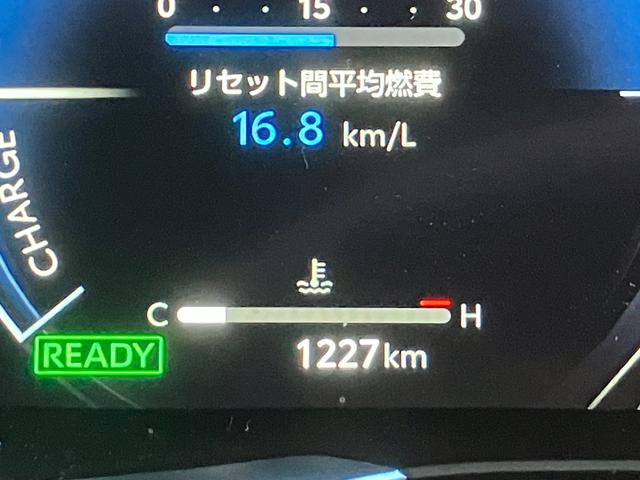 0 15 30
リセット間平均燃費
16.8 km/L
CHARGE
C H
READY
1227km